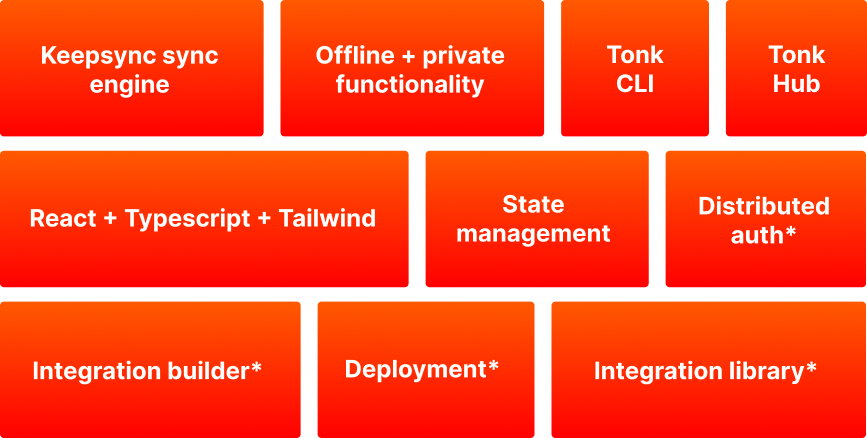 Keepsync sync
engine
Offline + private
functionality
Tonk
CLI
Tonk
Hub
React + Typescript + Tailwind
State
management
Distributed
auth*
Integration builder*
Deployment*
Integration library*